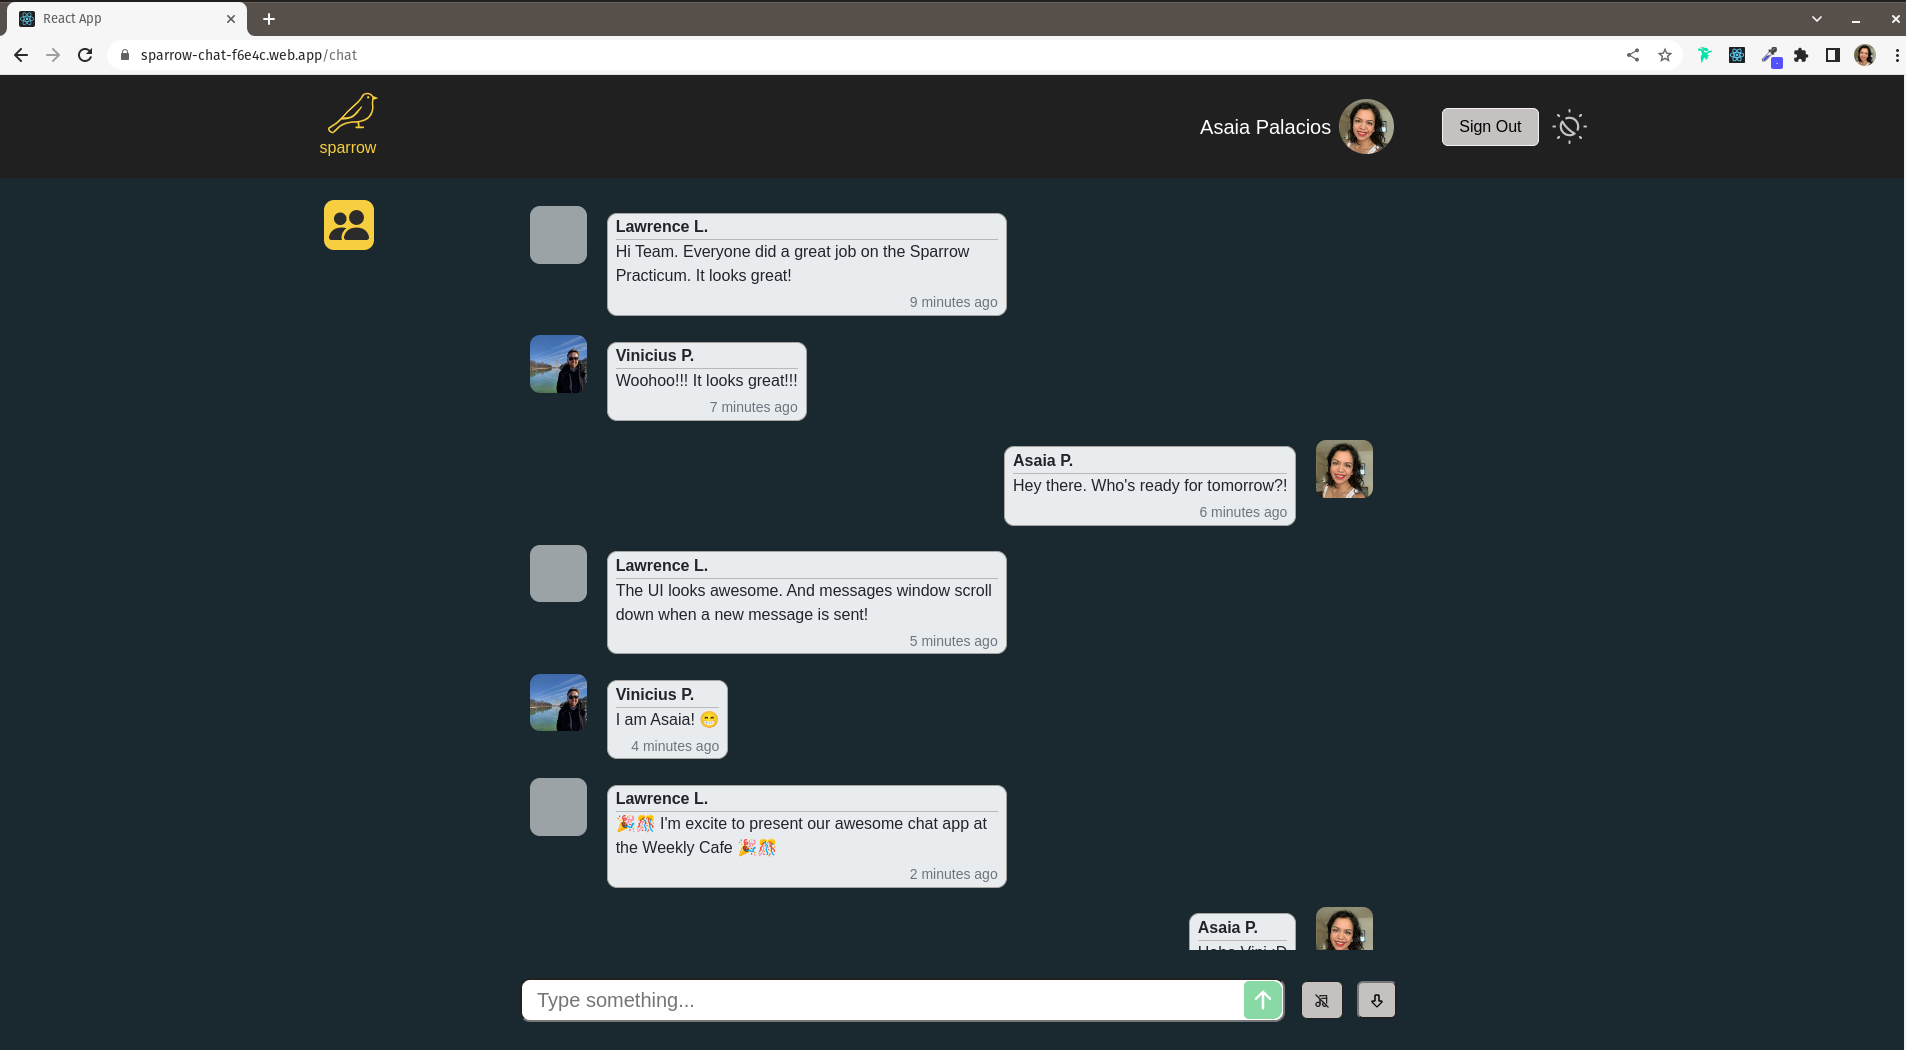 React App
sparrow-chat-f6e4c.web.app/chat
sparrow
Asaia Palacios
Sign Out
Lawrence L.
Hi Team. Everyone did a great job on the Sparrow
Practicum. It looks great!
9 minutes ago
Vinicius P.
Woohoo!!! It looks great!!!
7 minutes ago
Asaia P.
Hey there. Who's ready for tomorrow?!
6 minutes ago
Lawrence L.
The UI looks awesome. And messages window scroll
down when a new message is sent!
5 minutes ago
Vinicius P.
I am Asaia! 😁
4 minutes ago
Lawrence L.
🎉🎊 I'm excite to present our awesome chat app at
the Weekly Cafe 🎉🎊
2 minutes ago
Asaia P.
Type something...